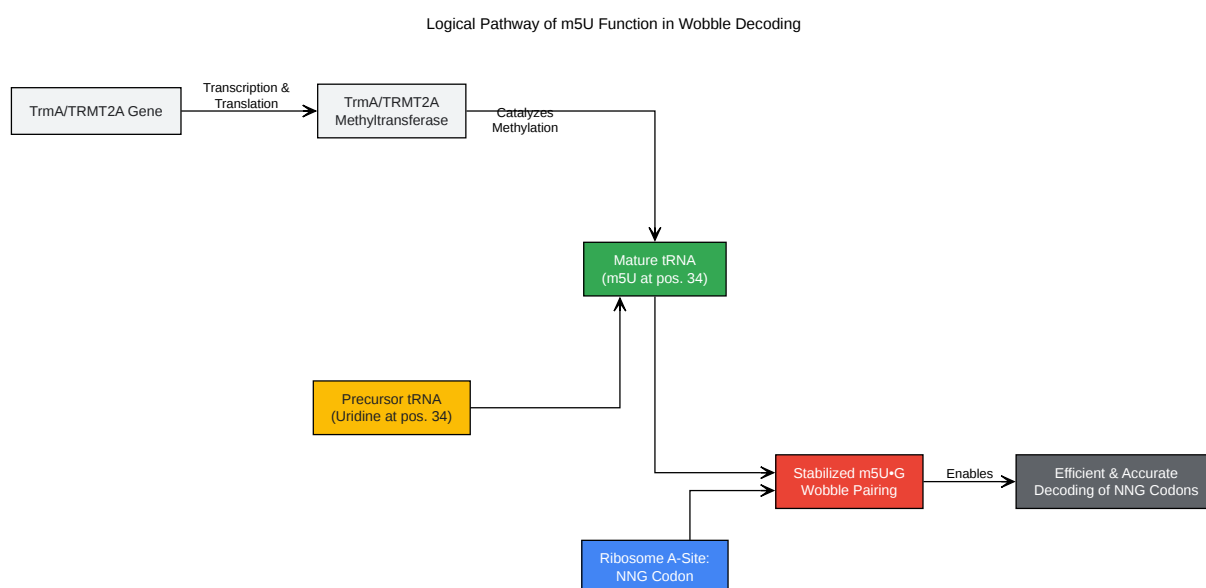 Logical Pathway of m5U Function in Wobble Decoding
TrmA/TRMT2A Gene
Transcription &
Translation
TrmA/TRMT2A
Methyltransferase
Catalyzes
Methylation
Mature tRNA
(m5U at pos. 34)
Precursor tRNA
(Uridine at pos. 34)
Stabilized m5U•G
Wobble Pairing
Enables
Efficient & Accurate
Decoding of NNG Codons
Ribosome A-Site:
NNG Codon